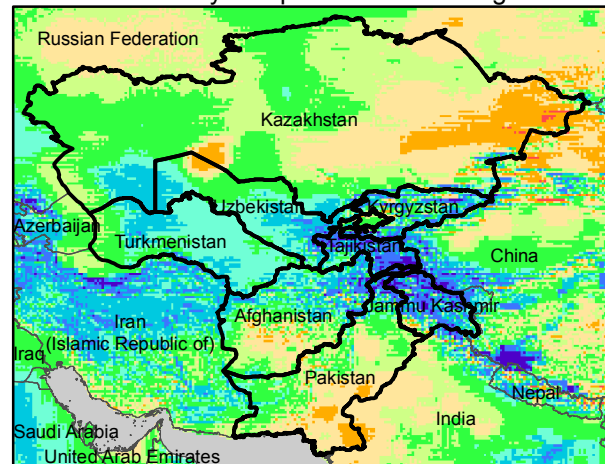 Russian Federation
Kazakhstan
Uzbekistan
Kyrgyzstan
Azerbaijan
Turkmenistan
Tajikistan
China
Jammu Kashmir
Afghanistan
Iran
(Islamic Republic of)
Iraq
Pakistan
Nepal
India
Saudi Arabia
United Arab Emirates